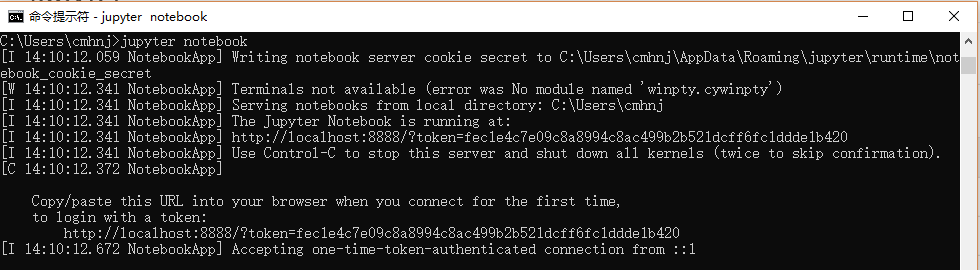 命令提示符 - jupyter  notebook
C:\Users\cmhnj>jupyter notebook
[I 14:10:12.059 NotebookApp] Writing notebook server cookie secret to C:\Users\cmhnj\AppData\Roaming\jupyter\runtime\not
ebook_cookie_secret
[W 14:10:12.341 NotebookApp] Terminals not available (error was No module named 'winpty.cywinpty')
[I 14:10:12.341 NotebookApp] Serving notebooks from local directory: C:\Users\cmhnj
[I 14:10:12.341 NotebookApp] The Jupyter Notebook is running at:
[I 14:10:12.341 NotebookApp] http://localhost:8888/?token=fec1e4c7e09c8a8994c8ac499b2b521dcff6fc1ddde1b420
[I 14:10:12.341 NotebookApp] Use Control-C to stop this server and shut down all kernels (twice to skip confirmation).
[C 14:10:12.372 NotebookApp]
Copy/paste this URL into your browser when you connect for the first time,
to login with a token:
http://localhost:8888/?token=fec1e4c7e09c8a8994c8ac499b2b521dcff6fc1ddde1b420
[I 14:10:12.672 NotebookApp] Accepting one-time-token-authenticated connection from ::1